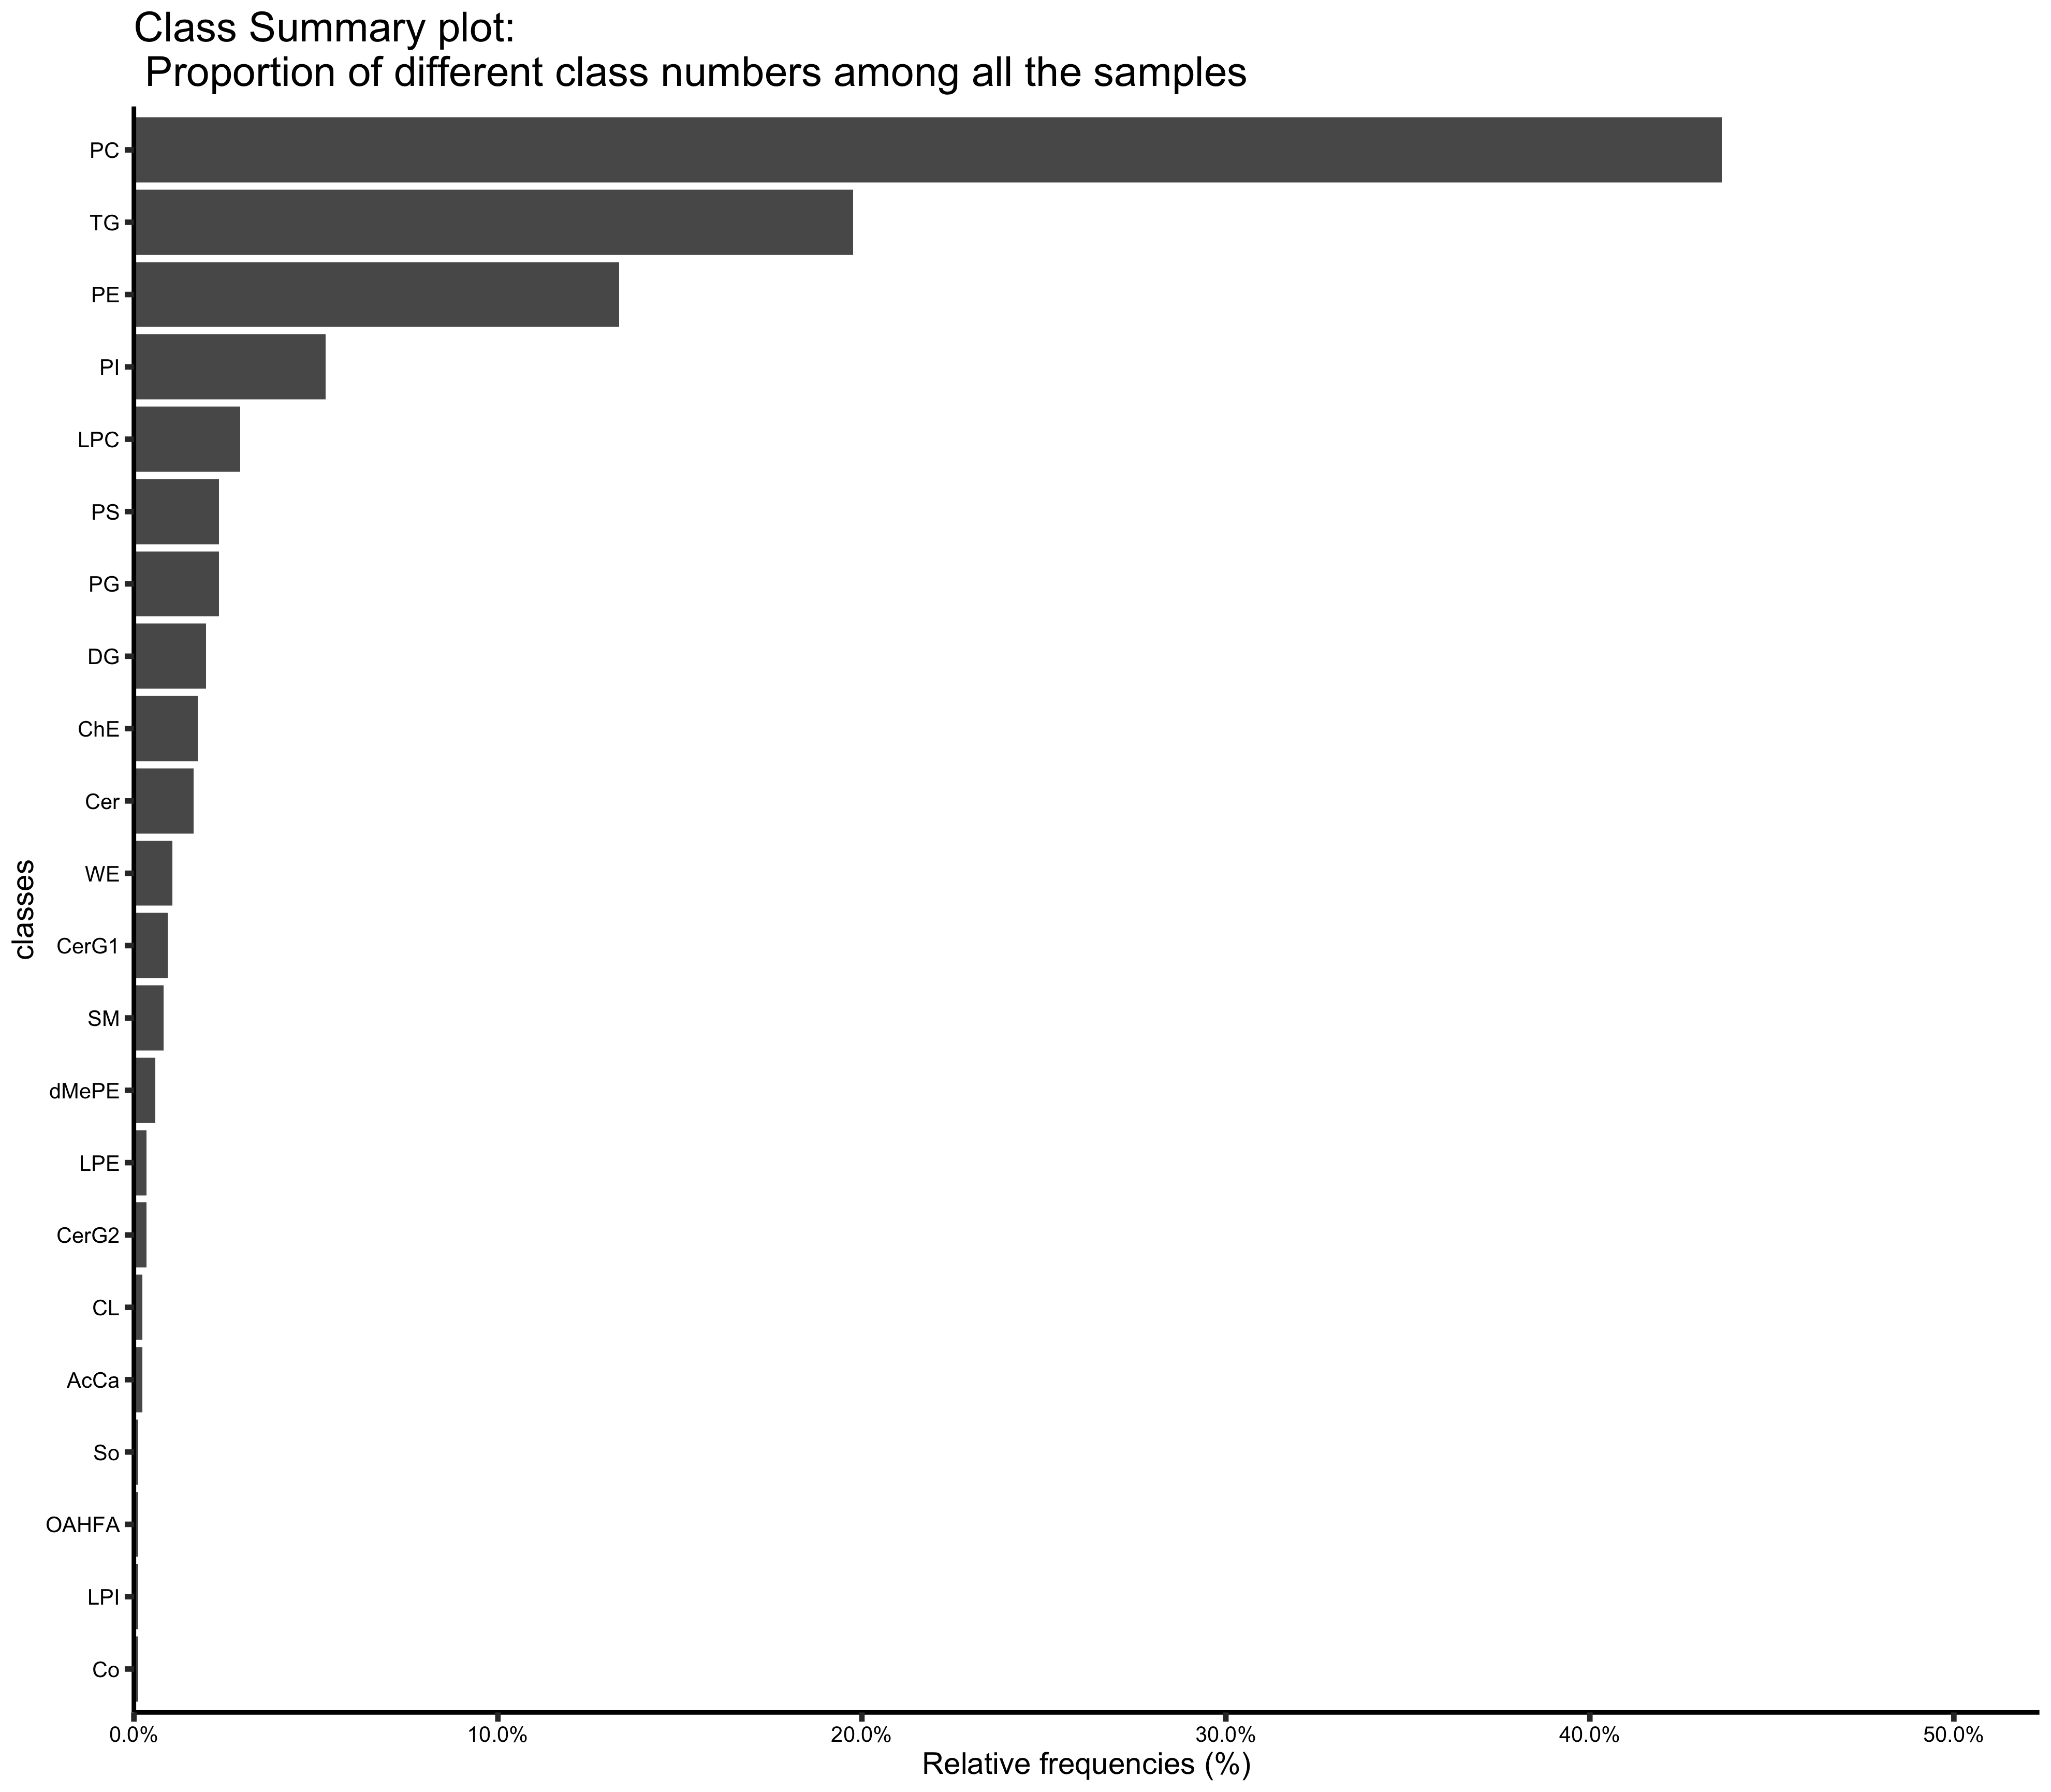 Class Summary plot:
Proportion of different class numbers among all the samples
PC
TG
PE
PI
LPC
PS
PG
DG
ChE
Cer
WE
CerG1
SM
dMePE
LPE
CerG2
CL
AcCa
So
OAHFA
LPI
Co
classes
0.0% 10.0% 20.0% 30.0% 40.0% 50.0%
Relative frequencies (%)